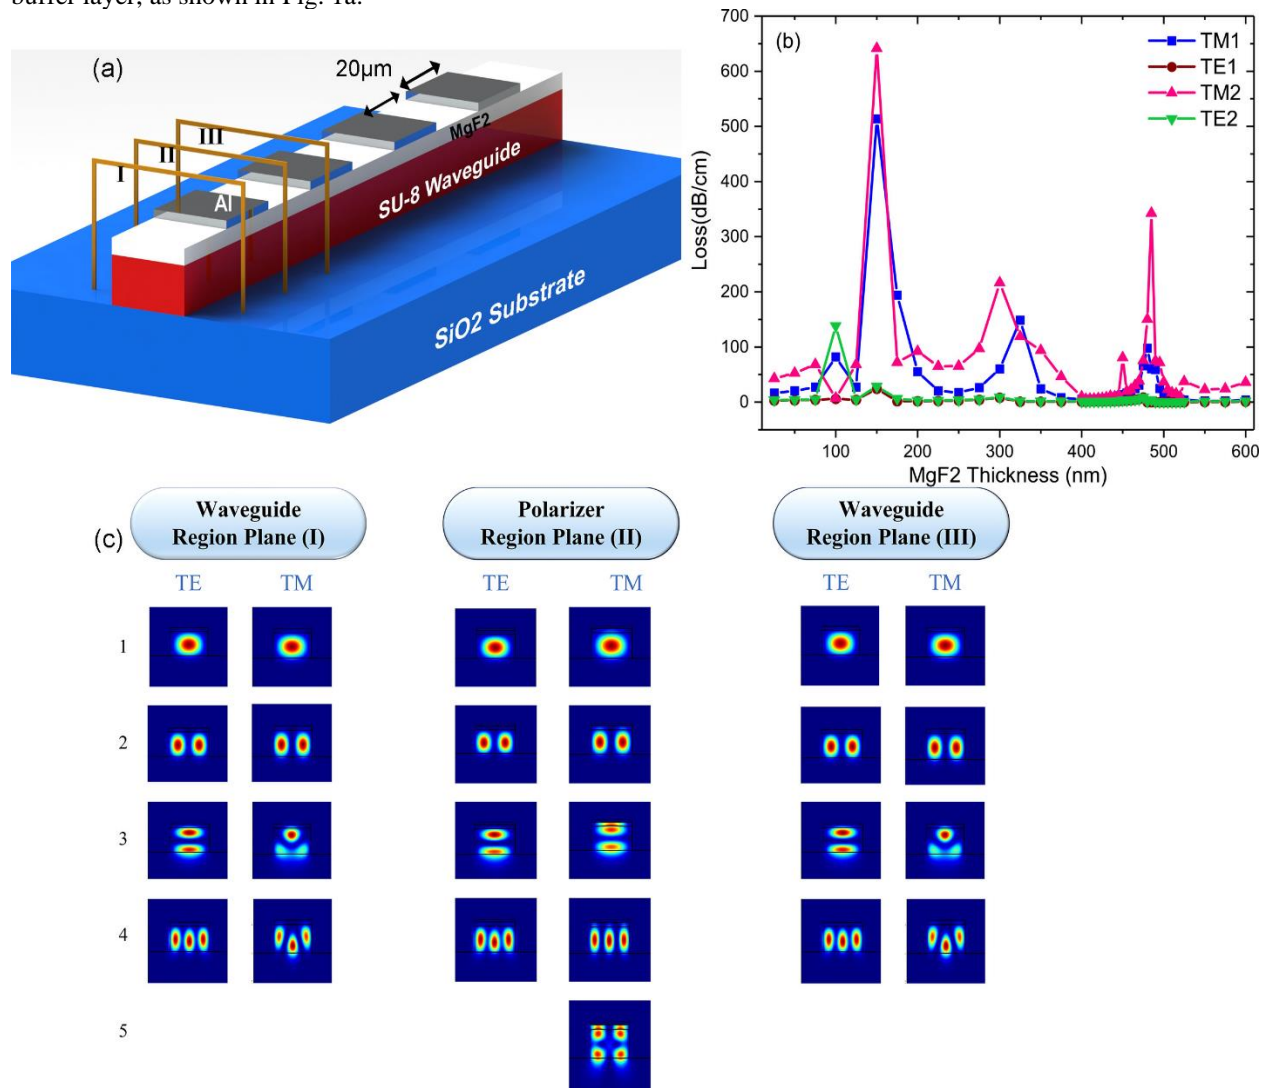 buffer layer, as shown in Fig. 1a.
(a)
20μm
MgF2
III
II
I
Al
SU-8 Waveguide
SiO2 Substrate
(b)
TM1
TE1
TM2
TE2
Loss(dB/cm)
700
600
500
400
300
200
100
0
100 200 300 400 500 600
MgF2 Thickness (nm)
(c)
Waveguide
Region Plane (I)
Polarizer
Region Plane (II)
Waveguide
Region Plane (III)
TE TM TE TM TE TM
1
2
3
4
5